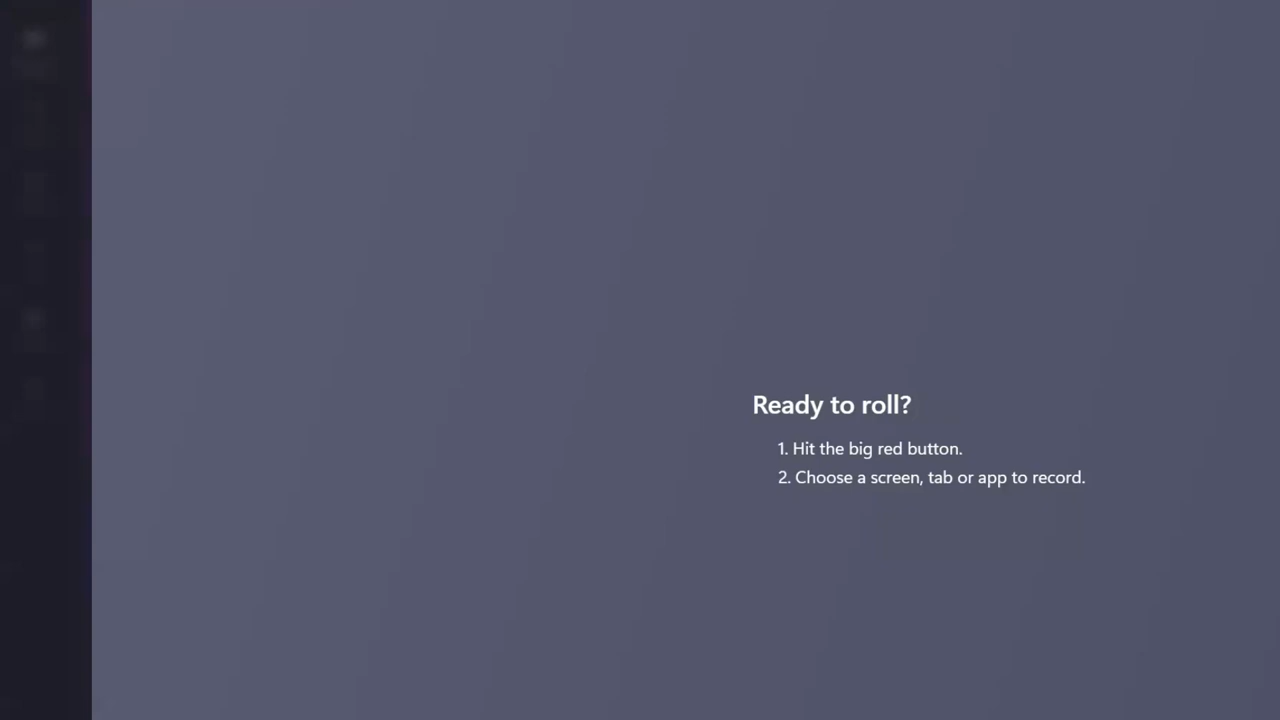 Ready to roll?
1. Hit the big red button.
2. Choose a screen, tab or app to record.